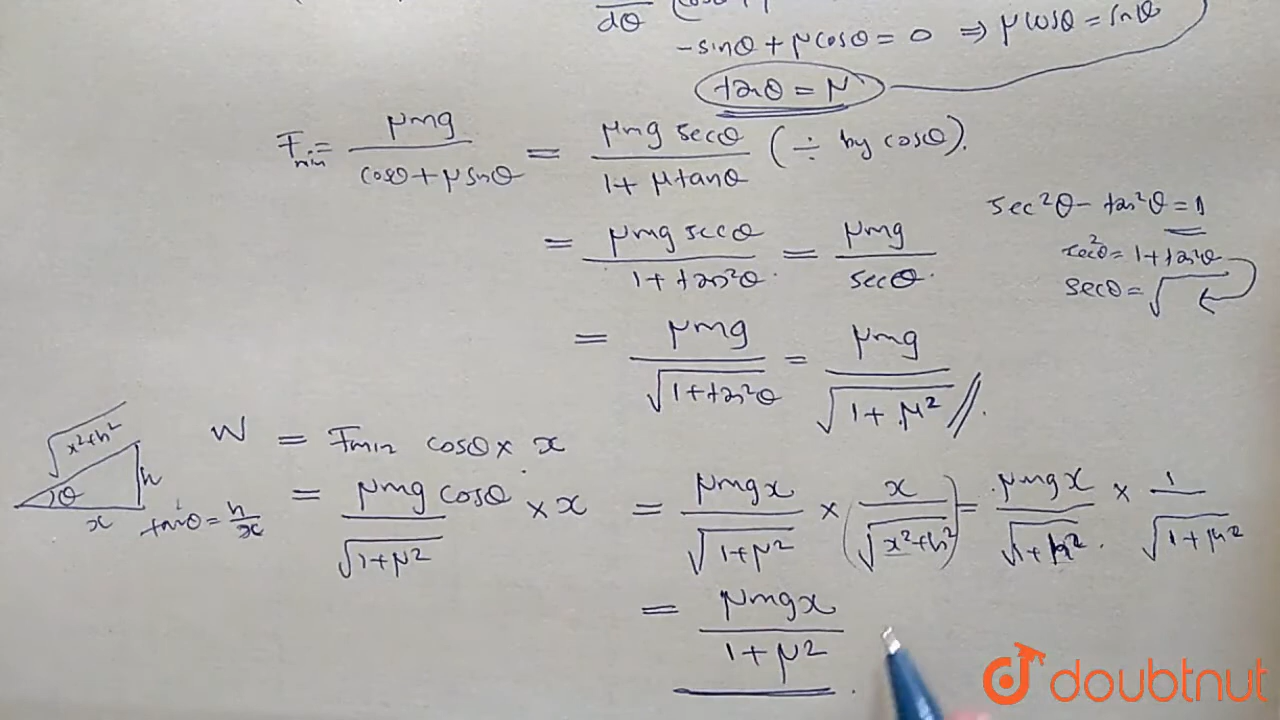 dθ
-sinθ + μcosθ = 0 ⇒ μcosθ = sinθ
tanθ = μ
Fmin = μmg / (cosθ + μsinθ) = μmg secθ / (1 + μtanθ) (÷ by cosθ).
= μmg secθ / (1 + tan²θ) = μmg / secθ.
sec²θ - tan²θ = 1
sec²θ = 1 + tan²θ
secθ = √
= μmg / √(1 + tan²θ) = μmg / √(1 + μ²) //.
√(x²+h²)
θ
h
x
tanθ = h/x
W = Fmin cosθ × x
= μmg cosθ / √(1+μ²) × x = μmgx / √(1+μ²) × (x / √(x²+h²)) = μmgx / √(1+μ²) . × 1 / √(1+μ²)
= μmgx / (1+μ²) .
doubtnut